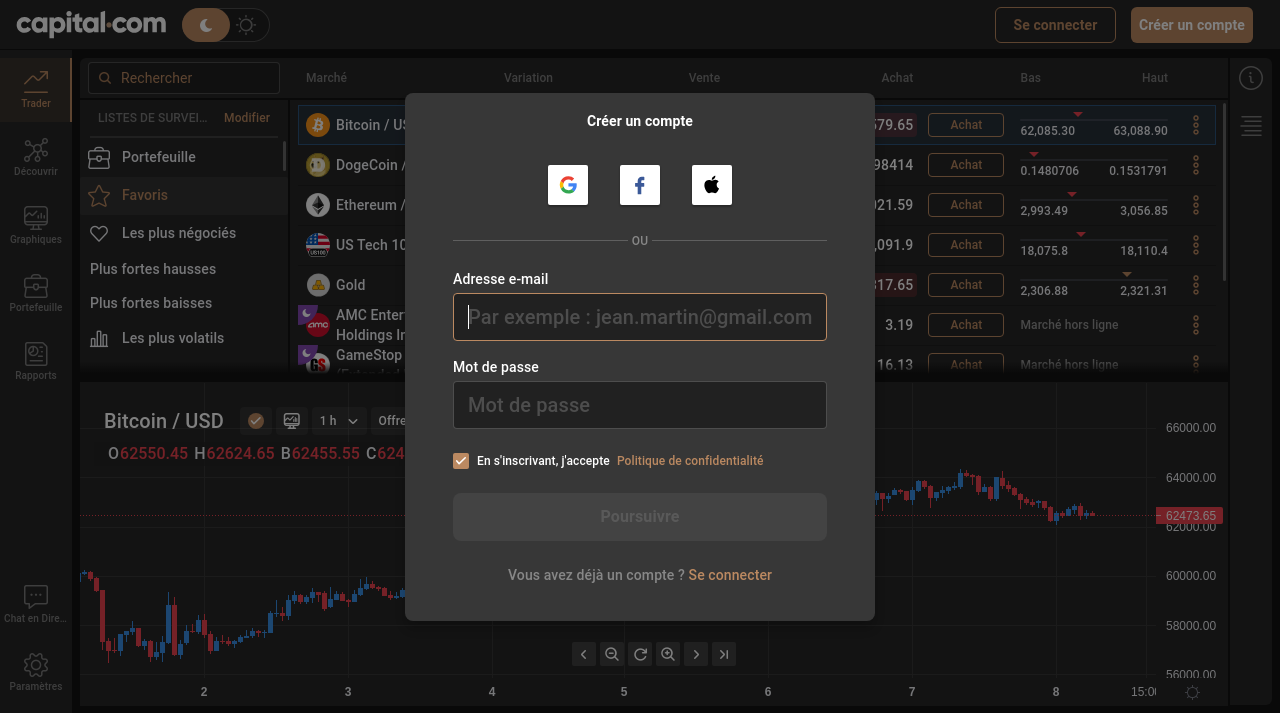 capital.com
Se connecter
Créer un compte
Trader
Découvrir
Graphiques
Portefeuille
Rapports
Chat en Dire...
Paramètres
Rechercher
LISTES DE SURVEI...
Modifier
Portefeuille
Favoris
Les plus négociés
Plus fortes hausses
Plus fortes baisses
Les plus volatils
Marché Variation Vente Achat Bas Haut
Bitcoin / US 579.65 Achat 62,085.30 63,088.90
DogeCoin / 98414 Achat 0.1480706 0.1531791
Ethereum / 021.59 Achat 2,993.49 3,056.85
US Tech 10 ,091.9 Achat 18,075.8 18,110.4
Gold 317.65 Achat 2,306.88 2,321.31
AMC Enter
Holdings In 3.19 Marché hors ligne
GameStop 16.13 Marché hors ligne
Créer un compte
OU
Adresse e-mail
Par exemple : jean.martin@gmail.com
Mot de passe
Mot de passe
En s'inscrivant, j'accepte Politique de confidentialité
Poursuivre
Vous avez déjà un compte ? Se connecter
Bitcoin / USD
1 h
Offre
O62550.45 H62624.65 B62455.55 C624
66000.00
64000.00
62473.65
62000.00
60000.00
58000.00
56000.00
2 3 4 5 6 7 8 15:00